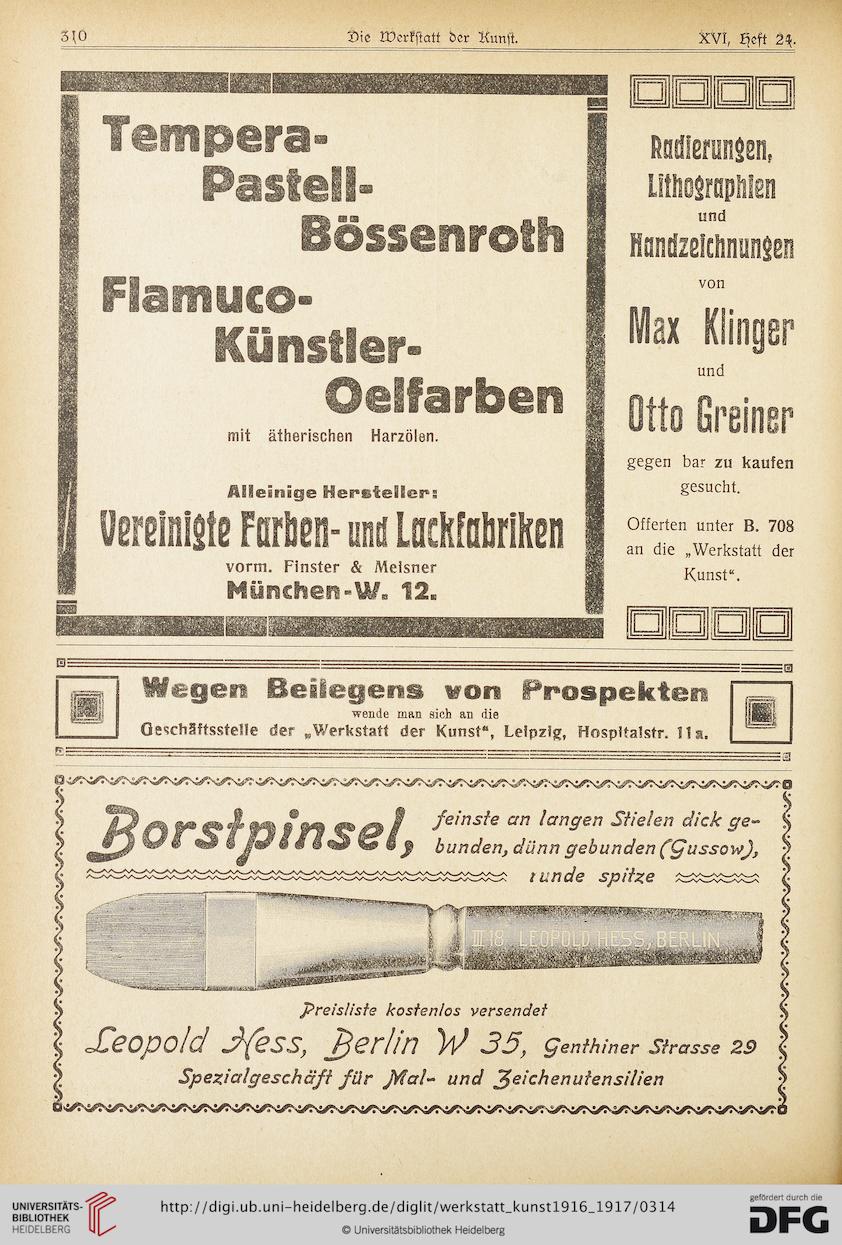 310
Die Werkstatt der Kunst.
XVI, Heft 24.
Tempera-
Pastell-
Bössenroth
Flamuco-
Künstler-
Oelfarben
mit ätherischen Harzölen.
Alleinige Hersteller:
Vereinigte Farben- und Lackfabriken
vorm. Finster & Meisner
München-W. 12.
Radierungen,
Lithographien
und
Handzeichnungen
von
Max Klinger
und
Otto Greiner
gegen bar zu kaufen
gesucht.
Offerten unter B. 708
an die „Werkstatt der
Kunst“.
Wegen Beilegens von Prospekten
wende man sich an die
Geschäftsstelle der „Werkstatt der Kunst“, Leipzig, Hospitalstr. 11a.
Borstpinsel,
feinste an langen Stielen dick ge-
bunden, dünn gebunden (Gussow),
runde spitze
III 18 LEOPOLD HESS, BERLIN
Preisliste kostenlos versendet
Leopold Hess, Berlin W 35, Genthiner Strasse 29
Spezialgeschäft für Mal- und Zeichenutensilien
UNIVERSITÄTS-
BIBLIOTHEK
HEIDELBERG
http://digi.ub.uni-heidelberg.de/diglit/werkstatt_kunst1916_1917/0314
© Universitätsbibliothek Heidelberg
gefördert durch die
DFG